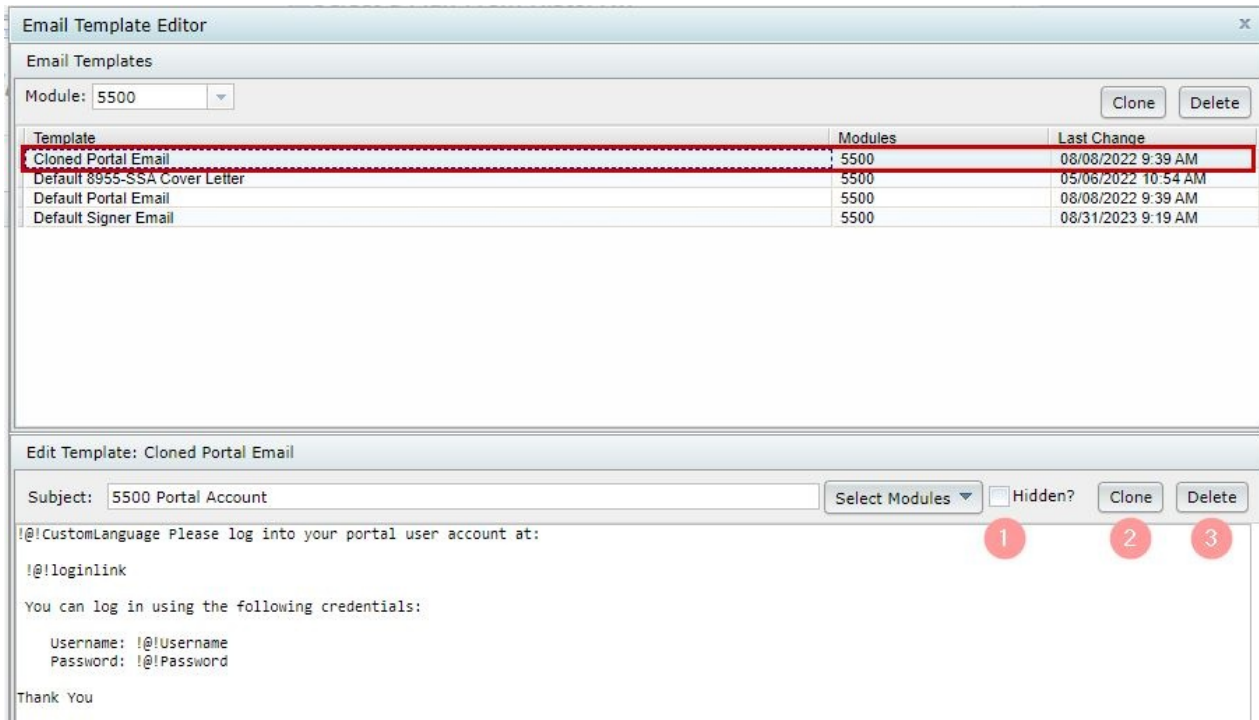 Email Template Editor x
Email Templates
Module: 5500 Clone Delete
Template Modules Last Change
Cloned Portal Email 5500 08/08/2022 9:39 AM
Default 8955-SSA Cover Letter 5500 05/06/2022 10:54 AM
Default Portal Email 5500 08/08/2022 9:39 AM
Default Signer Email 5500 08/31/2023 9:19 AM
Edit Template: Cloned Portal Email
Subject: 5500 Portal Account Select Modules Hidden? Clone Delete
1 2 3
!@!CustomLanguage Please log into your portal user account at:
!@!loginlink
You can log in using the following credentials:
Username: !@!Username
Password: !@!Password
Thank You